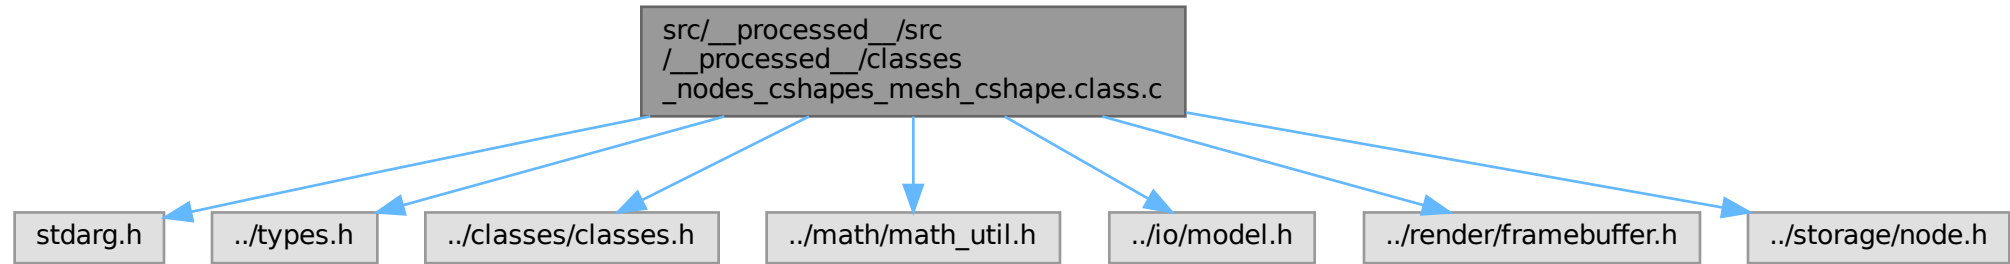 src/__processed__/src
/__processed__/classes
_nodes_cshapes_mesh_cshape.class.c
stdarg.h
../types.h
../classes/classes.h
../math/math_util.h
../io/model.h
../render/framebuffer.h
../storage/node.h